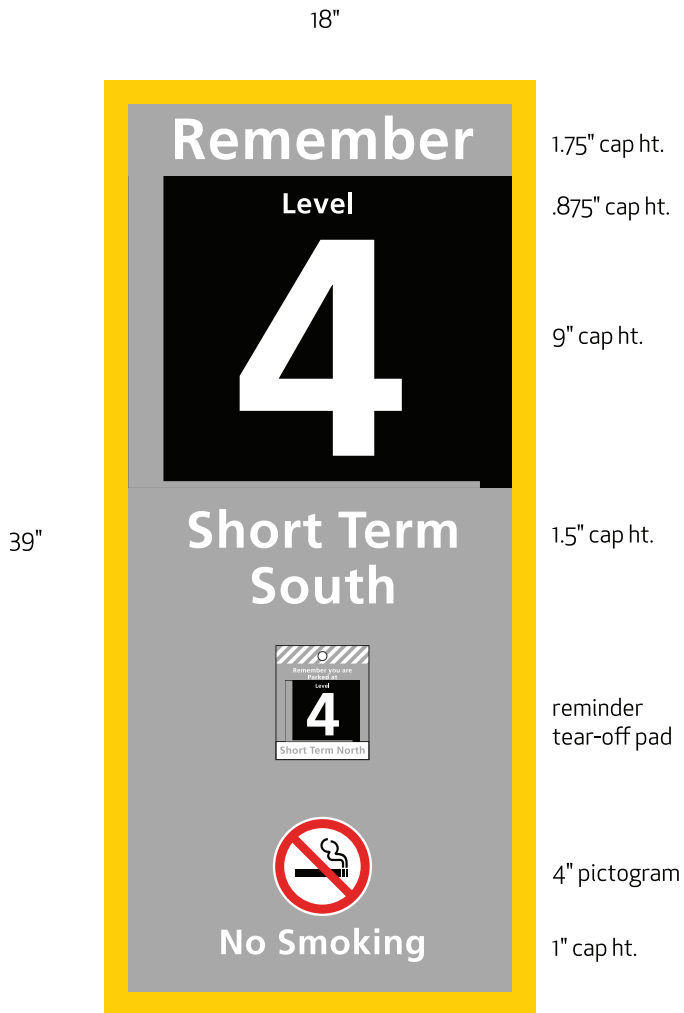 18"
Remember
1.75" cap ht.
Level
.875" cap ht.
4
9" cap ht.
39"
Short Term
South
1.5" cap ht.
Remember you are
Parked at
Level
4
Short Term North
reminder
tear-off pad
4" pictogram
No Smoking
1" cap ht.